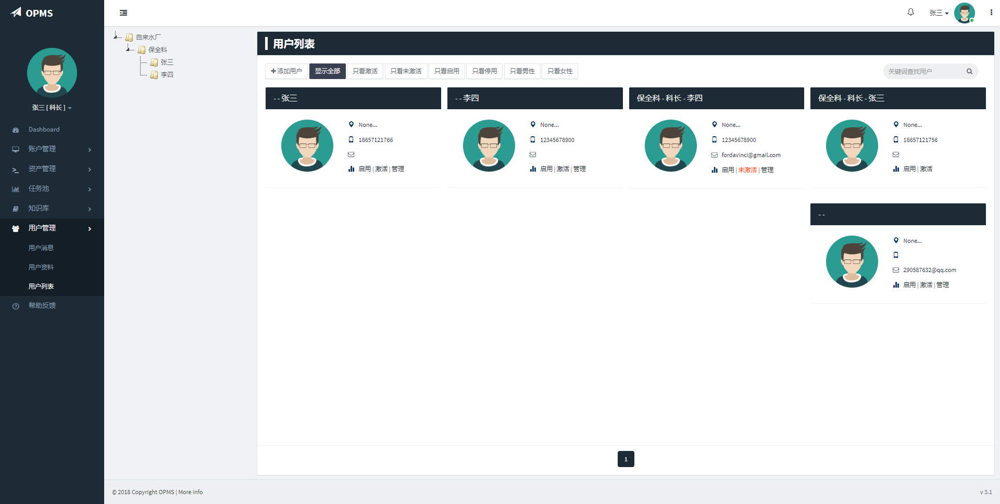 OPMS
张三 [ 科长 ]
Dashboard
账户管理
资产管理
任务池
知识库
用户管理
用户消息
用户资料
用户列表
帮助反馈
张三
自来水厂
保全科
张三
李四
用户列表
添加用户 显示全部 只看激活 只看未激活 只看启用 只看停用 只看男性 只看女性 关键词查找用户
- - 张三
None...
18657121766
启用 | 激活 | 管理
- - 李四
None...
12345678900
启用 | 激活 | 管理
保全科 - 科长 - 李四
None...
12345678900
fordavinci@gmail.com
启用 | 未激活 | 管理
保全科 - 科长 - 张三
None...
18657121756
启用 | 激活
- -
None...
290587632@qq.com
启用 | 激活 | 管理
1
© 2018 Copyright OPMS | More info
v 3.1